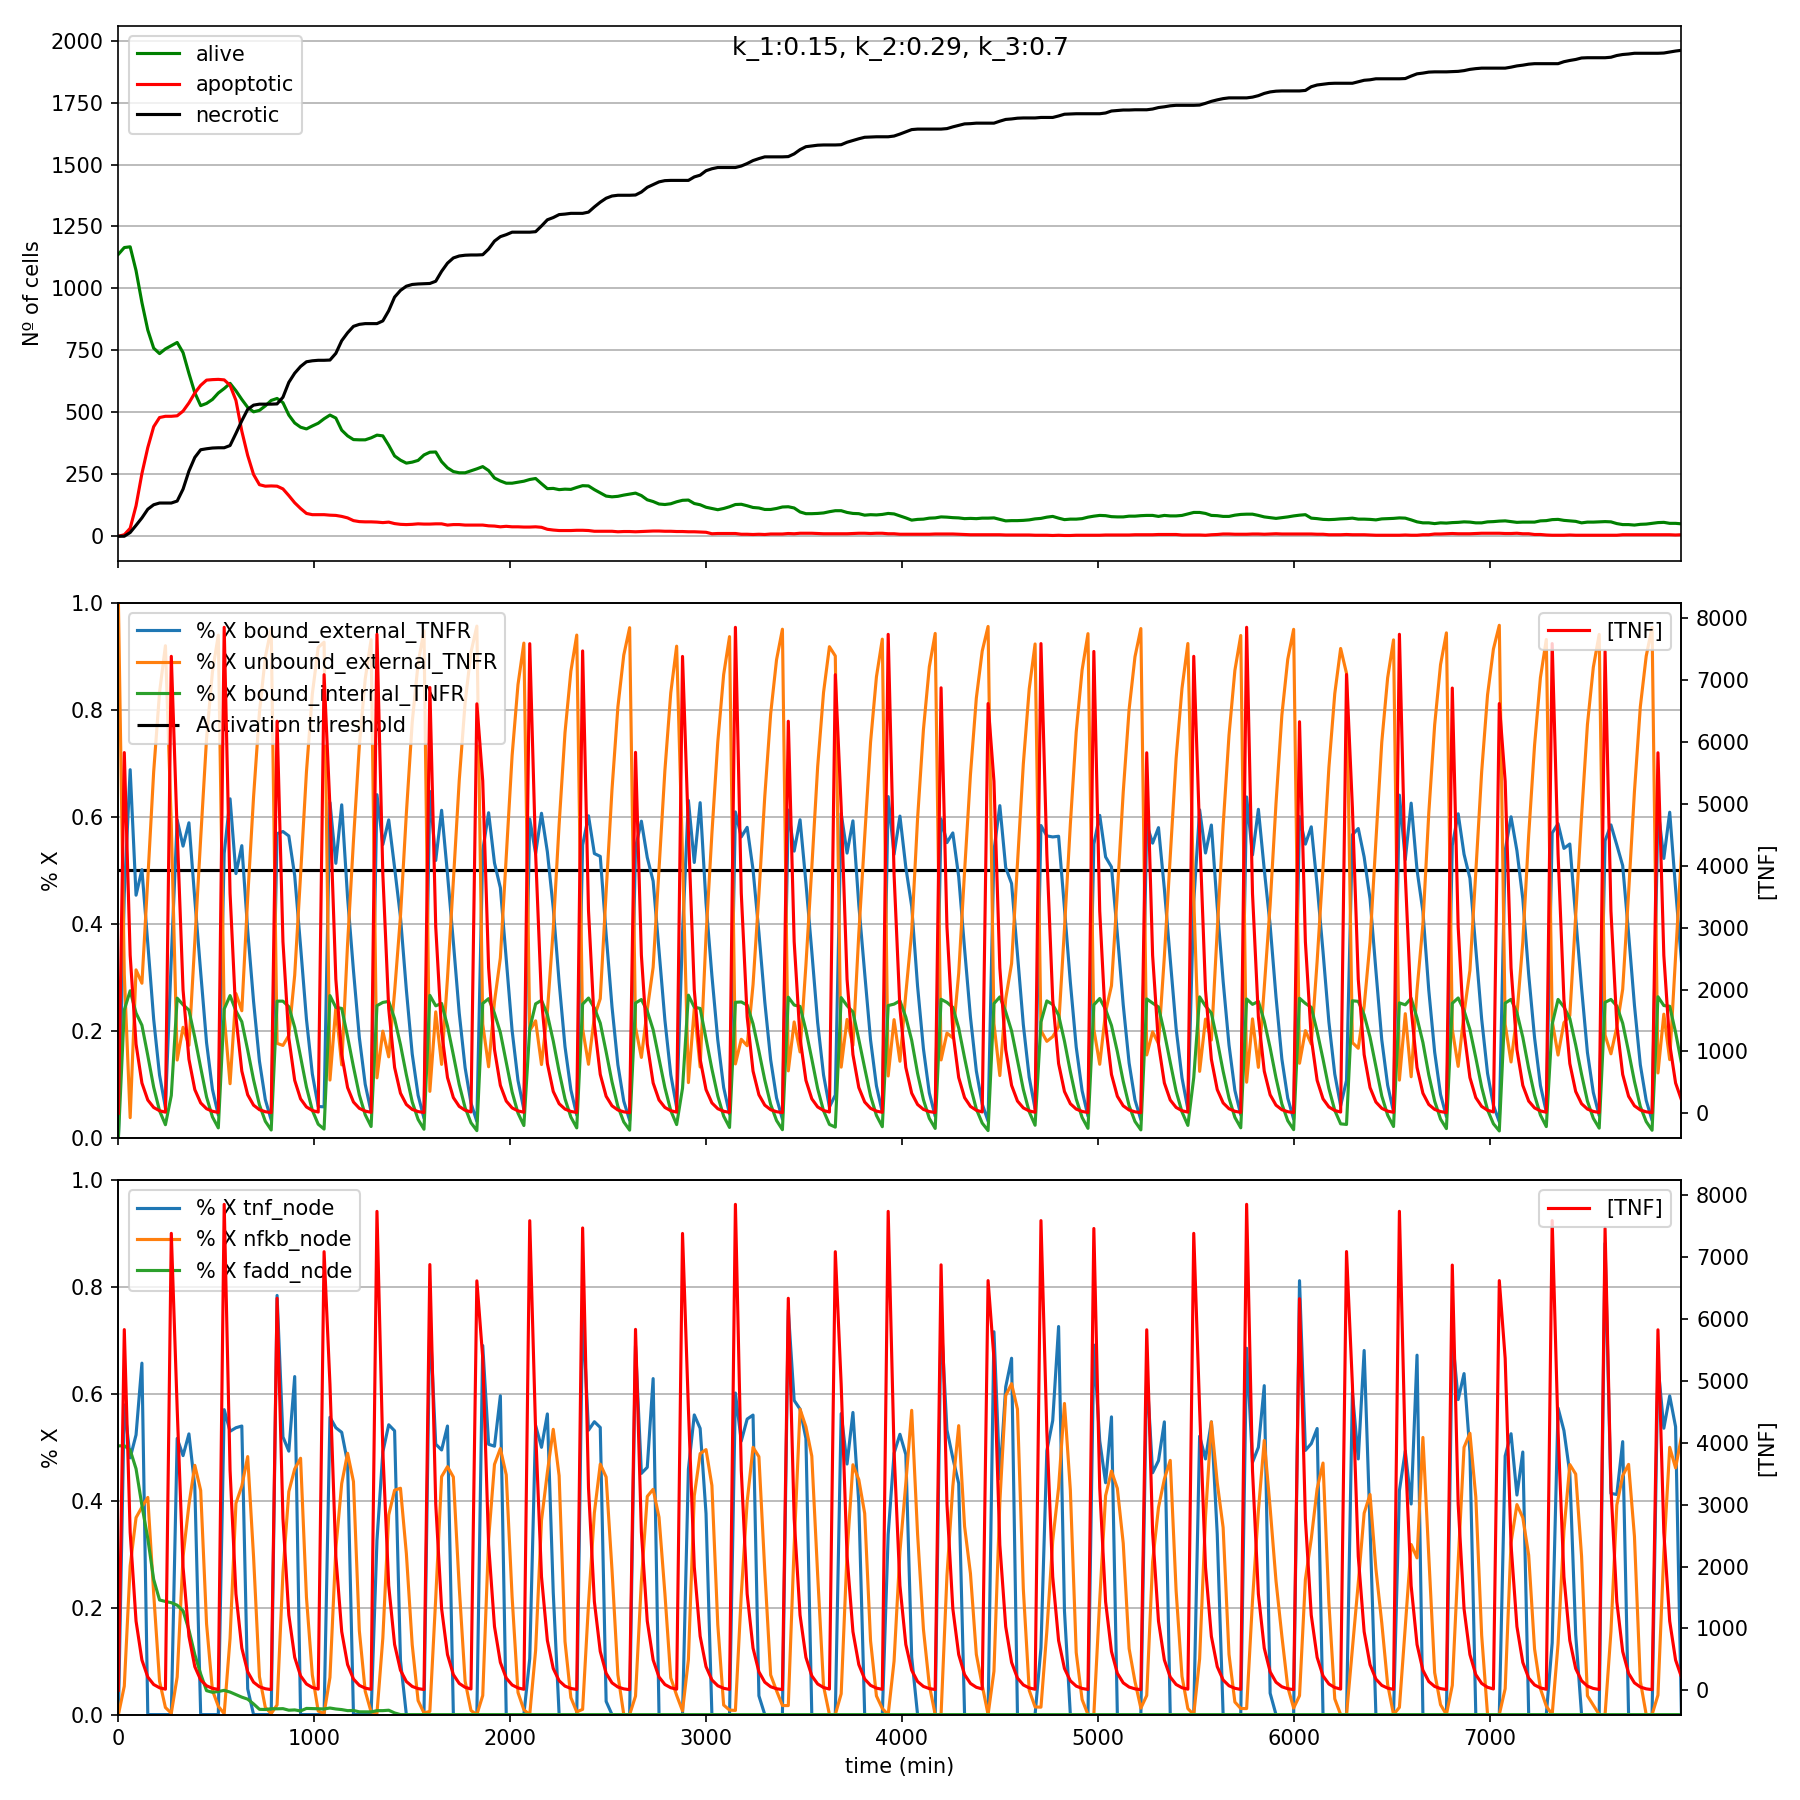 k_1:0.15, k_2:0.29, k_3:0.7
alive
apoptotic
necrotic
2000
1750
1500
1250
1000
750
500
250
0
Nº of cells
% X bound_external_TNFR
% X unbound_external_TNFR
% X bound_internal_TNFR
Activation threshold
[TNF]
1.0
0.8
0.6
0.4
0.2
0.0
% X
8000
7000
6000
5000
4000
3000
2000
1000
0
[TNF]
% X tnf_node
% X nfkb_node
% X fadd_node
[TNF]
1.0
0.8
0.6
0.4
0.2
0.0
% X
8000
7000
6000
5000
4000
3000
2000
1000
0
[TNF]
0 1000 2000 3000 4000 5000 6000 7000
time (min)